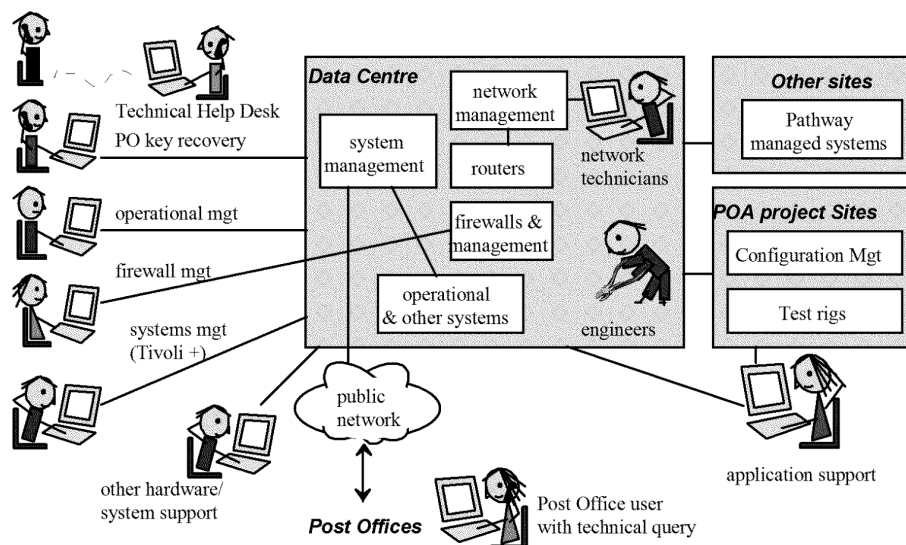 Technical Help Desk
PO key recovery
operational mgt
firewall mgt
systems mgt
(Tivoli +)
other hardware/
system support
Data Centre
system
management
network
management
routers
firewalls &
management
operational
& other systems
network
technicians
engineers
public
network
Post Offices
Post Office user
with technical query
Other sites
Pathway
managed systems
POA project Sites
Configuration Mgt
Test rigs
application support